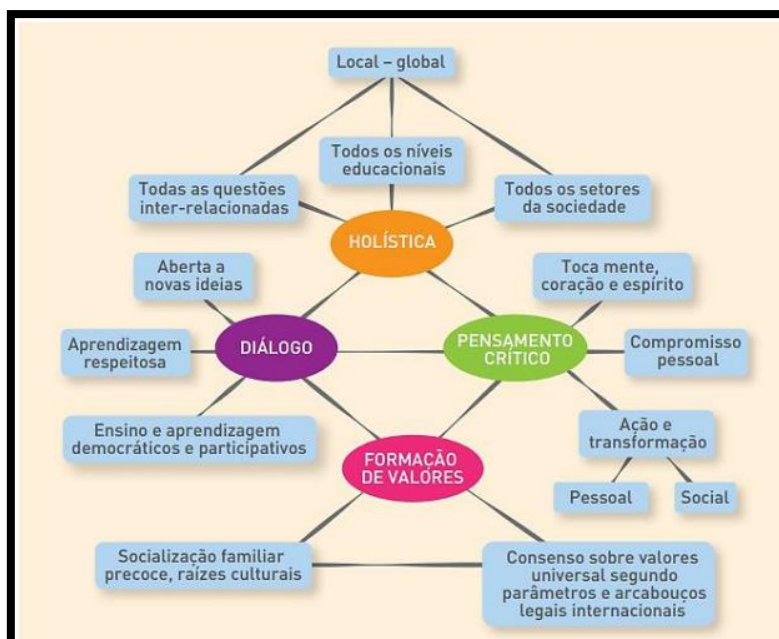 Local – global
Todos os níveis
educacionais
Todas as questões
inter-relacionadas
Todos os setores
da sociedade
HOLÍSTICA
Aberta a
novas ideias
Toca mente,
coração e espírito
Aprendizagem
respeitosa
DIÁLOGO
PENSAMENTO
CRÍTICO
Compromisso
pessoal
Ensino e aprendizagem
democráticos e participativos
Ação e
transformação
FORMAÇÃO
DE VALORES
Pessoal
Social
Socialização familiar
precoce, raízes culturais
Consenso sobre valores
universal segundo
parâmetros e arcabouços
legais internacionais